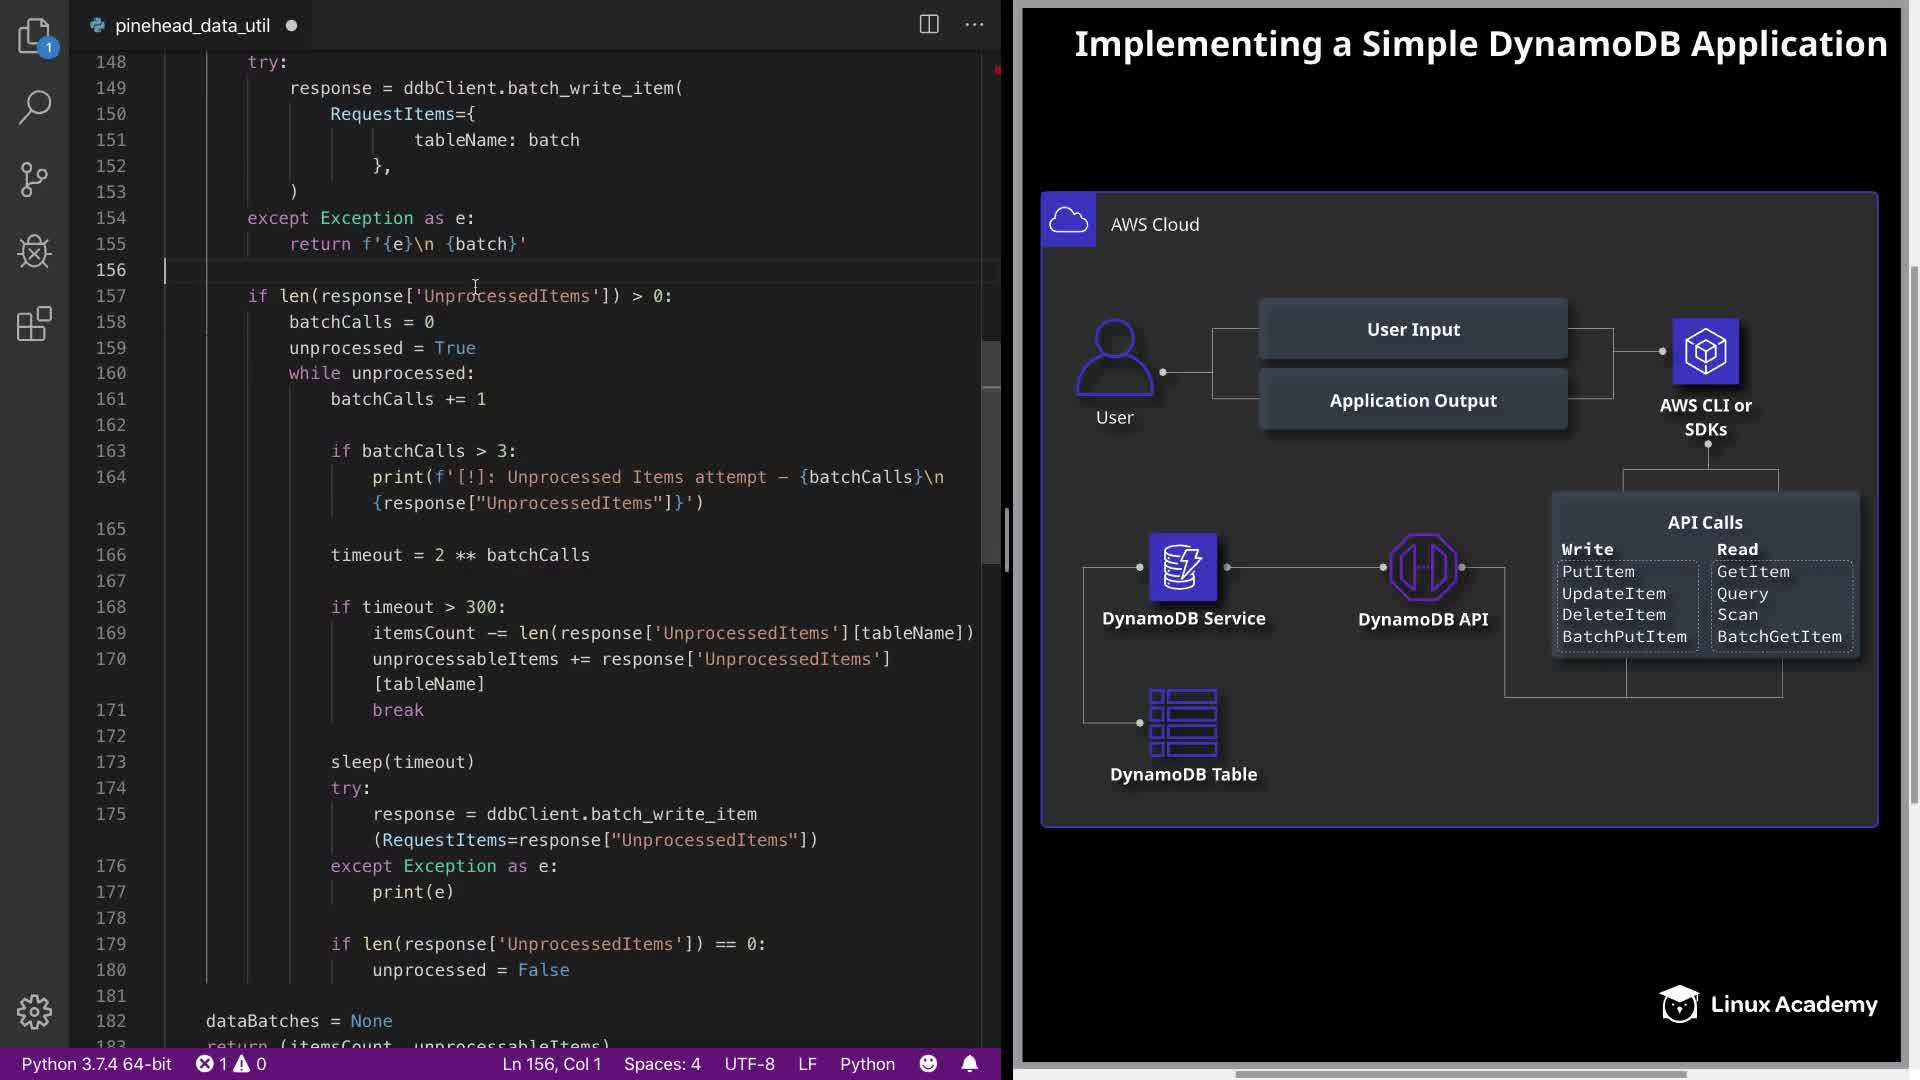 1
pinehead_data_util
148 try:
149 response = ddbClient.batch_write_item(
150 RequestItems={
151 tableName: batch
152 },
153 )
154 except Exception as e:
155 return f'{e}\n {batch}'
156
157 if len(response['UnprocessedItems']) > 0:
158 batchCalls = 0
159 unprocessed = True
160 while unprocessed:
161 batchCalls += 1
162
163 if batchCalls > 3:
164 print(f'[!]: Unprocessed Items attempt – {batchCalls}\n
{response["UnprocessedItems"]}')
165
166 timeout = 2 ** batchCalls
167
168 if timeout > 300:
169 itemsCount -= len(response['UnprocessedItems'][tableName])
170 unprocessableItems += response['UnprocessedItems']
[tableName]
171 break
172
173 sleep(timeout)
174 try:
175 response = ddbClient.batch_write_item
(RequestItems=response["UnprocessedItems"])
176 except Exception as e:
177 print(e)
178
179 if len(response['UnprocessedItems']) == 0:
180 unprocessed = False
181
182 dataBatches = None
183 return (itemsCount, unprocessableItems)
Python 3.7.4 64-bit 1 0 Ln 156, Col 1 Spaces: 4 UTF-8 LF Python
Implementing a Simple DynamoDB Application
AWS Cloud
User Input
Application Output
User
AWS CLI or
SDKs
API Calls
Write Read
PutItem GetItem
UpdateItem Query
DeleteItem Scan
BatchPutItem BatchGetItem
DynamoDB Service
DynamoDB API
DynamoDB Table
Linux Academy